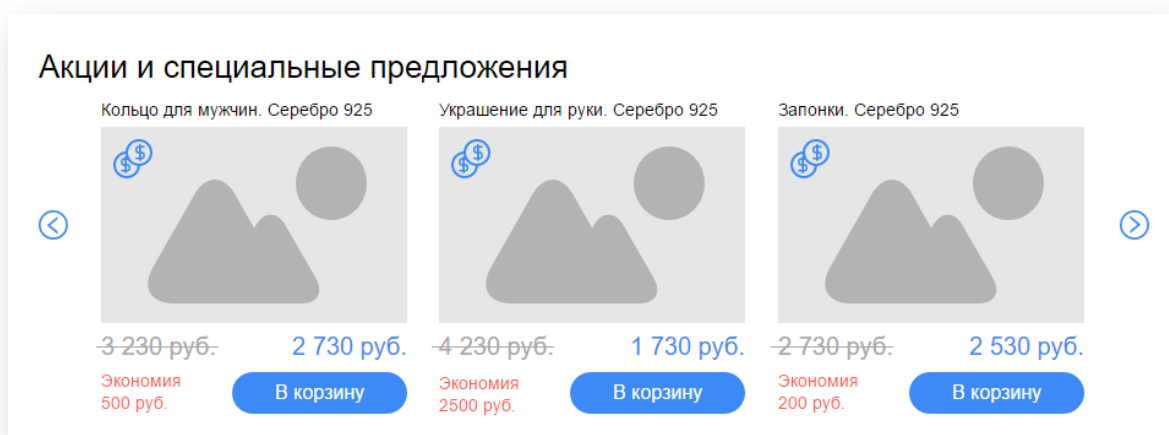 Акции и специальные предложения
Кольцо для мужчин. Серебро 925
Украшение для руки. Серебро 925
Запонки. Серебро 925
$ $
$ $
$ $
3 230 руб. 2 730 руб.
4 230 руб. 1 730 руб.
2 730 руб. 2 530 руб.
Экономия
500 руб.
В корзину
Экономия
2500 руб.
В корзину
Экономия
200 руб.
В корзину